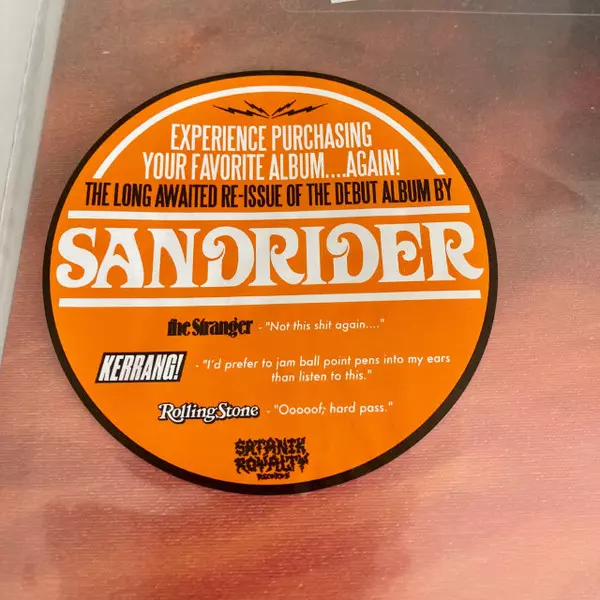 EXPERIENCE PURCHASING
YOUR FAVORITE ALBUM....AGAIN!
THE LONG AWAITED RE-ISSUE OF THE DEBUT ALBUM BY
SANDRIDER
the Stranger - "Not this shit again...."
KERRANG! - "I'd prefer to jam ball point pens into my ears
than listen to this."
RollingStone - "Ooooof; hard pass."
SATANIK
ROYALTY
RECORDS